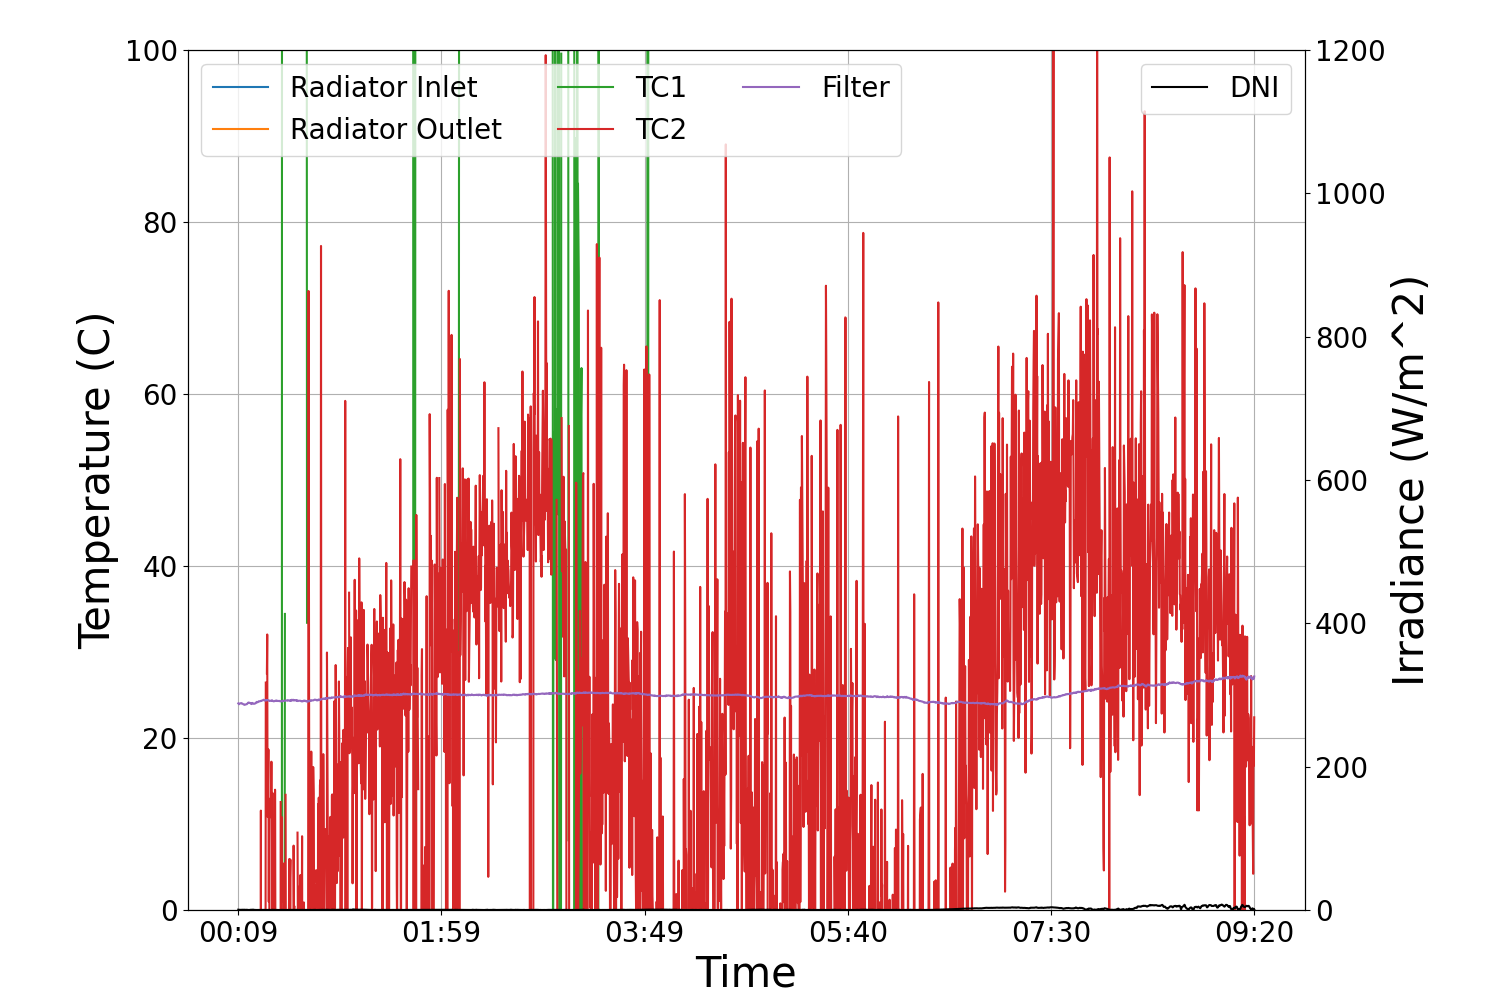 Radiator Inlet
Radiator Outlet
TC1
TC2
Filter
DNI
Temperature (C)
100
80
60
40
20
0
Irradiance (W/m^2)
1200
1000
800
600
400
200
0
00:09 01:59 03:49 05:40 07:30 09:20
Time